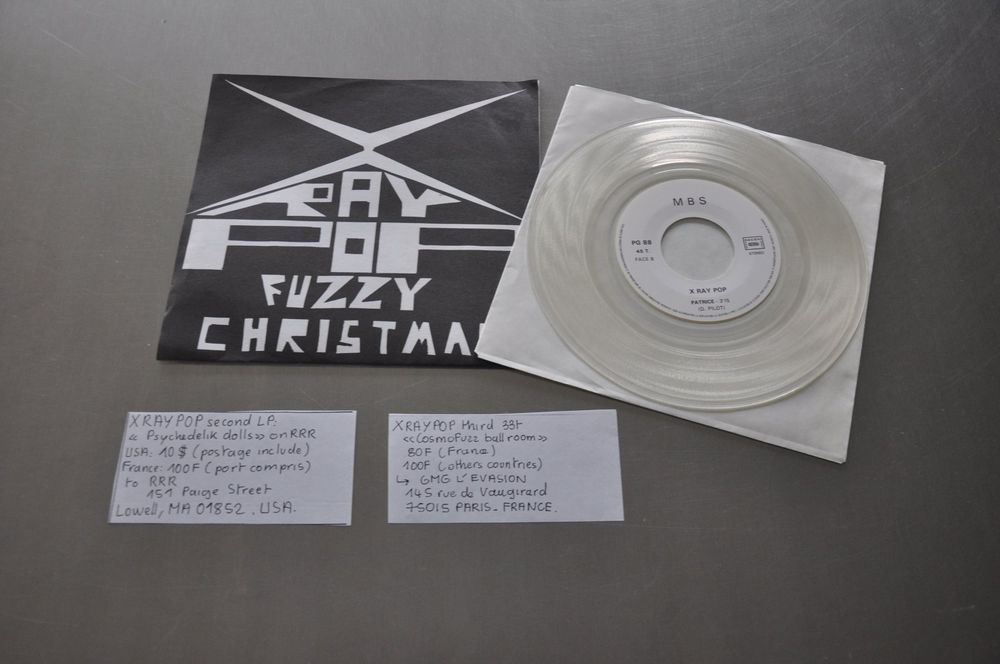 X
RAY
POP
FUZZY
CHRISTMA
MBS
PG 88
45 T.
FACE B
STEREO
X RAY POP
PATRICE - 2'15
(D. PILOT)
XRAYPOP second LP:
« Psychedelik dolls» on RRR
USA: 10$ (postage include)
France: 100F (port compris)
to RRR
151 Paige Street
Lowell, MA 01852. USA.
XRAYPOP third 33t
«Cosmofuzz ball room»
80F (France)
100F (others countries)
↳ GMG L'EVASION
145 rue de Vaugirard
75015 PARIS-FRANCE.